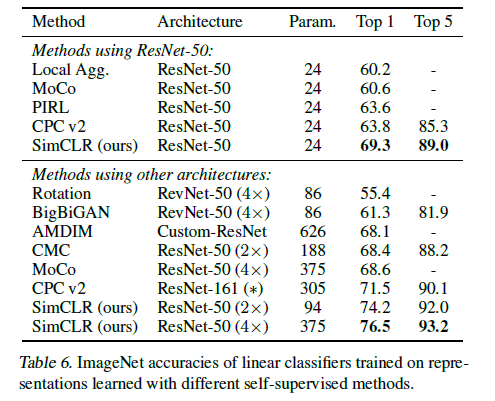 Method Architecture Param. Top 1 Top 5
Methods using ResNet-50:
Local Agg. ResNet-50 24 60.2 -
MoCo ResNet-50 24 60.6 -
PIRL ResNet-50 24 63.6 -
CPC v2 ResNet-50 24 63.8 85.3
SimCLR (ours) ResNet-50 24 69.3 89.0
Methods using other architectures:
Rotation RevNet-50 (4×) 86 55.4 -
BigBiGAN RevNet-50 (4×) 86 61.3 81.9
AMDIM Custom-ResNet 626 68.1 -
CMC ResNet-50 (2×) 188 68.4 88.2
MoCo ResNet-50 (4×) 375 68.6 -
CPC v2 ResNet-161 (∗) 305 71.5 90.1
SimCLR (ours) ResNet-50 (2×) 94 74.2 92.0
SimCLR (ours) ResNet-50 (4×) 375 76.5 93.2
Table 6. ImageNet accuracies of linear classifiers trained on repre-
sentations learned with different self-supervised methods.